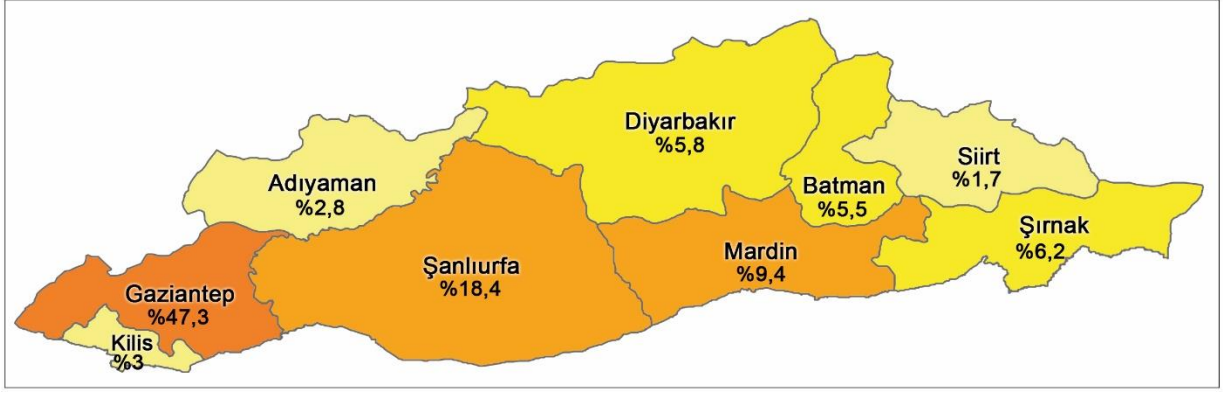 Diyarbakır
%5,8
Siirt
%1,7
Adıyaman
%2,8
Batman
%5,5
Şırnak
%6,2
Mardin
%9,4
Şanlıurfa
%18,4
Gaziantep
%47,3
Kilis
%3